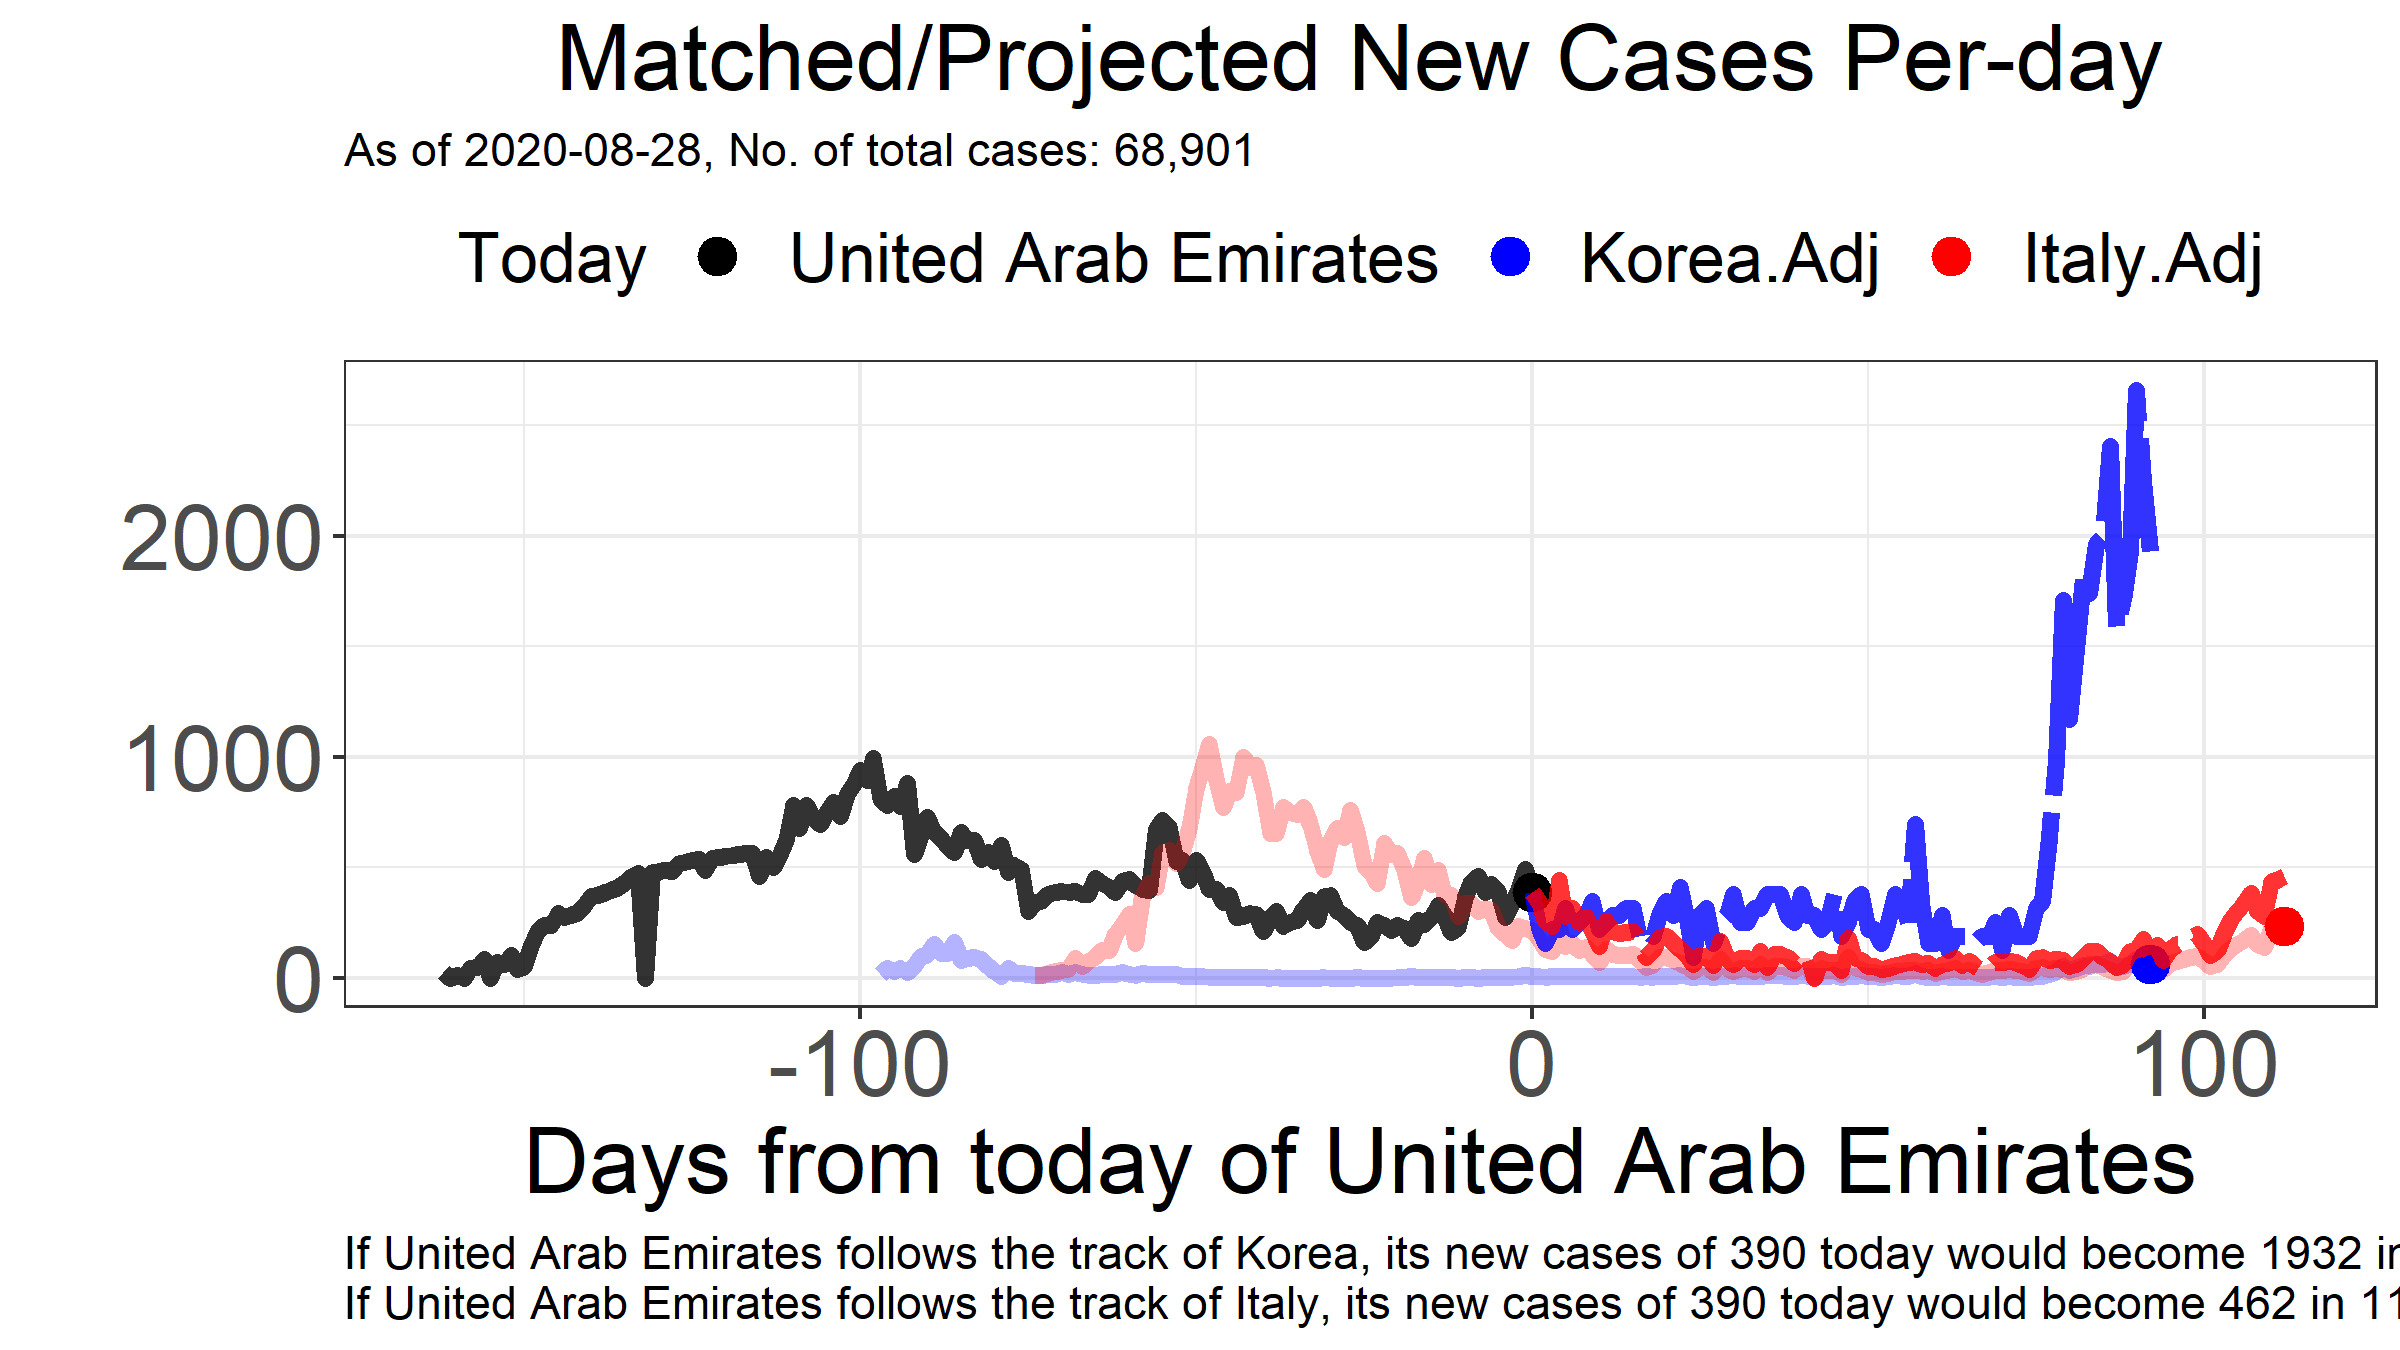 Matched/Projected New Cases Per-day
As of 2020-08-28, No. of total cases: 68,901
Today United Arab Emirates Korea.Adj Italy.Adj
2000
1000
0
-100 0 100
Days from today of United Arab Emirates
If United Arab Emirates follows the track of Korea, its new cases of 390 today would become 1932
If United Arab Emirates follows the track of Italy, its new cases of 390 today would become 462 in